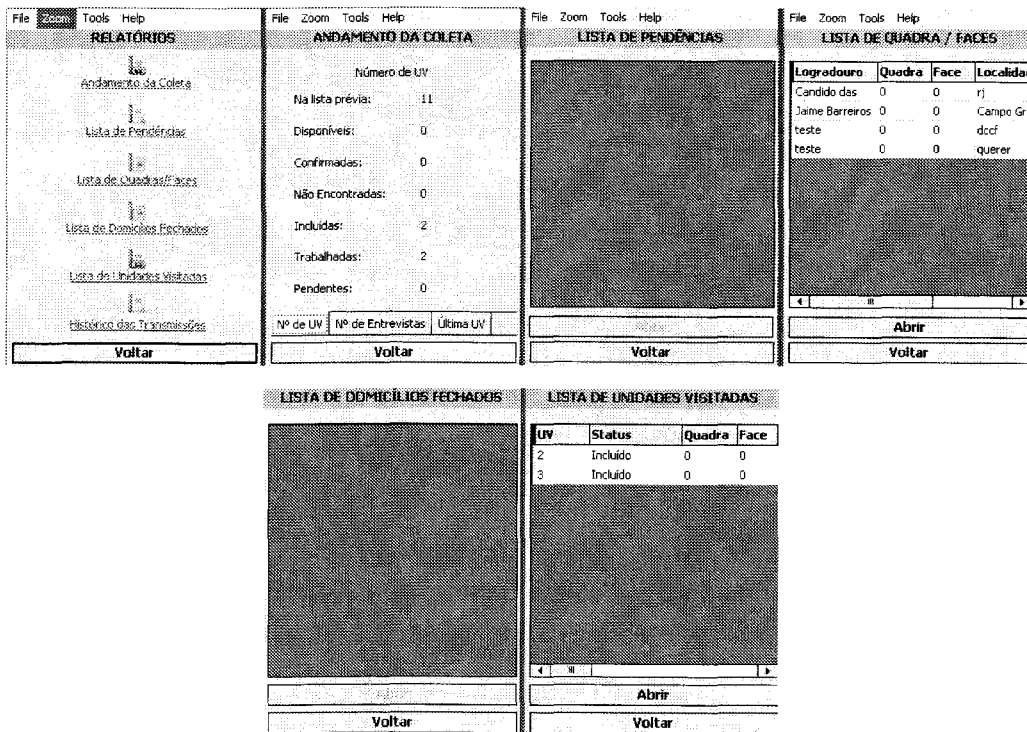 File Zoom Tools Help
RELATÓRIOS
Andamento da Coleta
Lista de Pendências
Lista de Quadras/Faces
Lista de Domicílios Fechados
Lista de Unidades Visitadas
Histórico das Transmissões
Voltar
File Zoom Tools Help
ANDAMENTO DA COLETA
Número de UV
Na lista prévia: 11
Disponíveis: 0
Confirmadas: 0
Não Encontradas: 0
Incluídas: 2
Trabalhadas: 2
Pendentes: 0
Nº de UV Nº de Entrevistas Última UV
Voltar
File Zoom Tools Help
LISTA DE PENDÊNCIAS
Voltar
File Zoom Tools Help
LISTA DE QUADRA / FACES
Logradouro Quadra Face Localidad
Candido das 0 0 rj
Jaime Barreiros 0 0 Campo Gr
teste 0 0 dccf
teste 0 0 querer
Abrir
Voltar
LISTA DE DOMICÍLIOS FECHADOS
Voltar
LISTA DE UNIDADES VISITADAS
UV Status Quadra Face
2 Incluído 0 0
3 Incluído 0 0
Abrir
Voltar